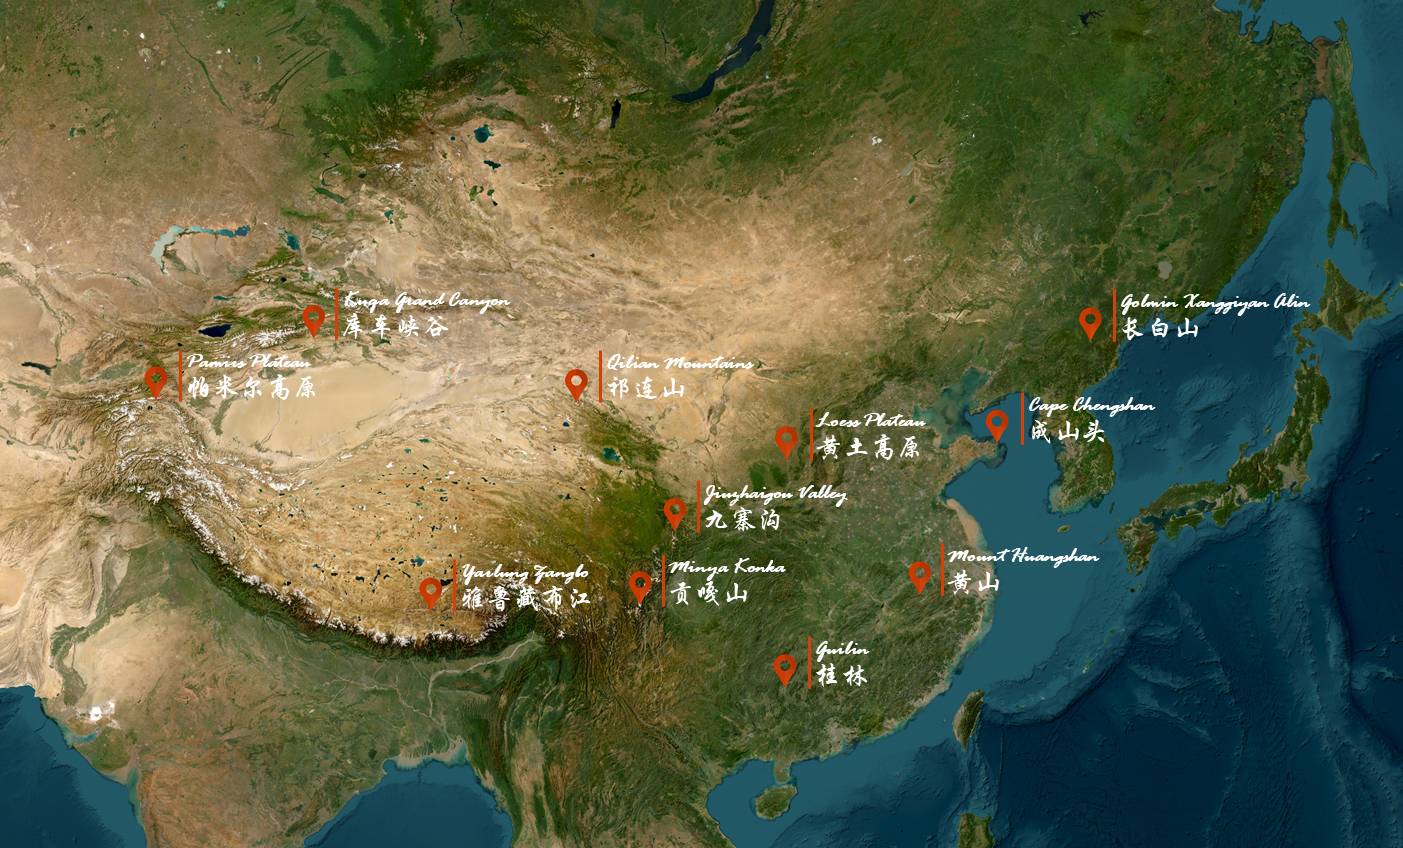 Kuqa Grand Canyon
库车峡谷
Golmin Xanggiyan Alin
长白山
Pamirs Plateau
帕米尔高原
Qilian Mountains
祁连山
Cape Chengshan
成山头
Loess Plateau
黄土高原
Jiuzhaigou Valley
九寨沟
Mount Huangshan
黄山
Yarlung Zangbo
雅鲁藏布江
Minya Konka
贡嘎山
Guilin
桂林